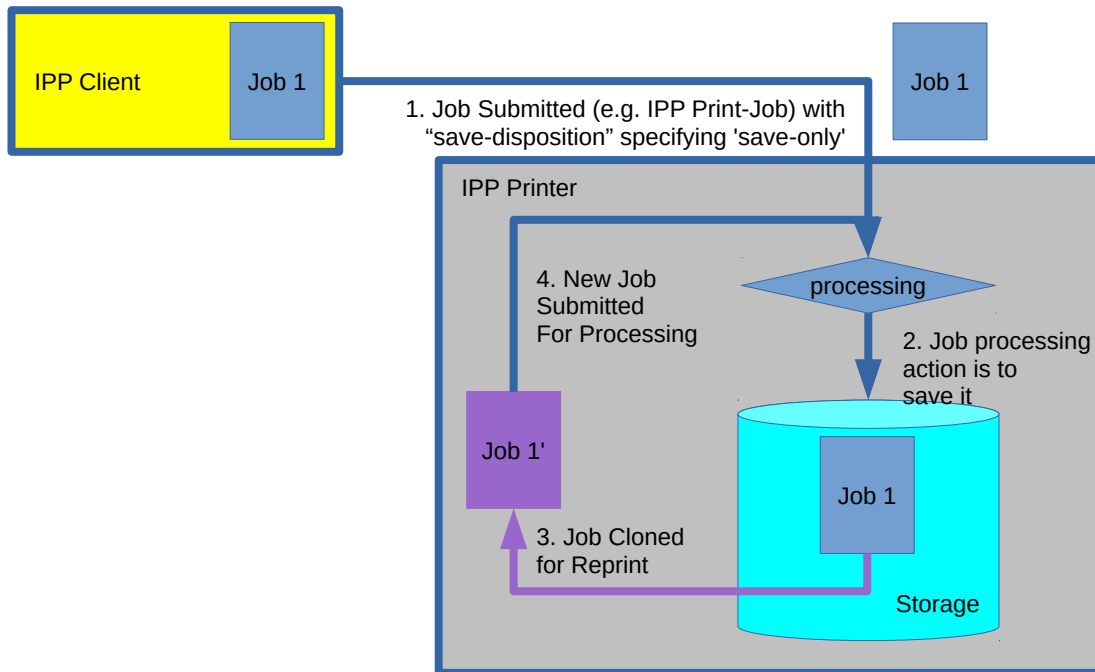 IPP Client
Job 1
Job 1
1. Job Submitted (e.g. IPP Print-Job) with
“save-disposition” specifying 'save-only'
IPP Printer
processing
4. New Job
Submitted
For Processing
2. Job processing
action is to
save it
Job 1'
Job 1
3. Job Cloned
for Reprint
Storage